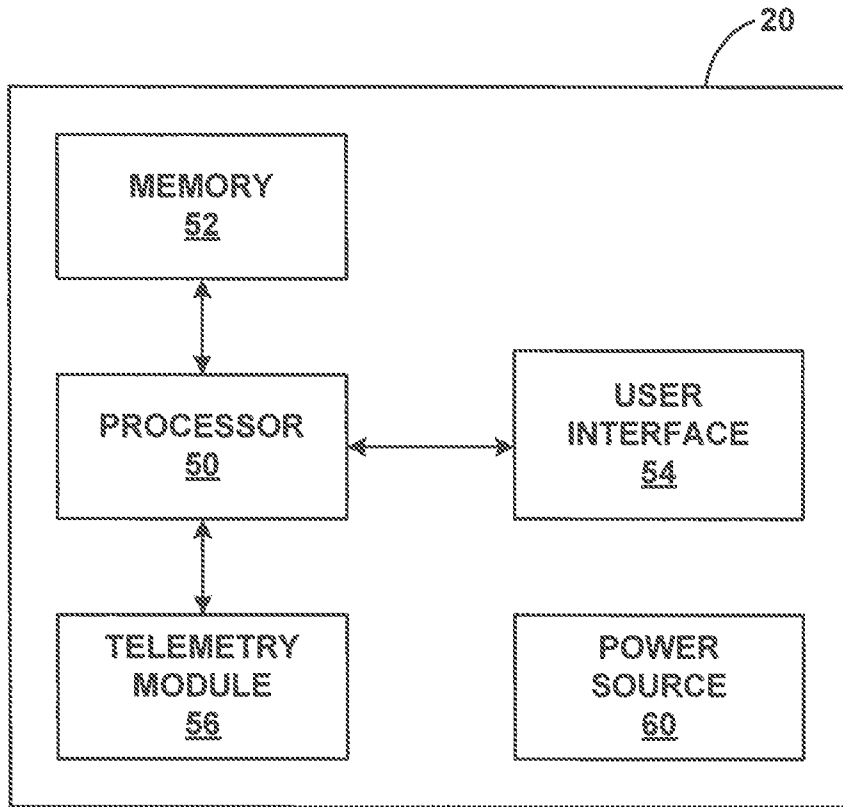 20
MEMORY
52
PROCESSOR
50
USER
INTERFACE
54
TELEMETRY
MODULE
56
POWER
SOURCE
60